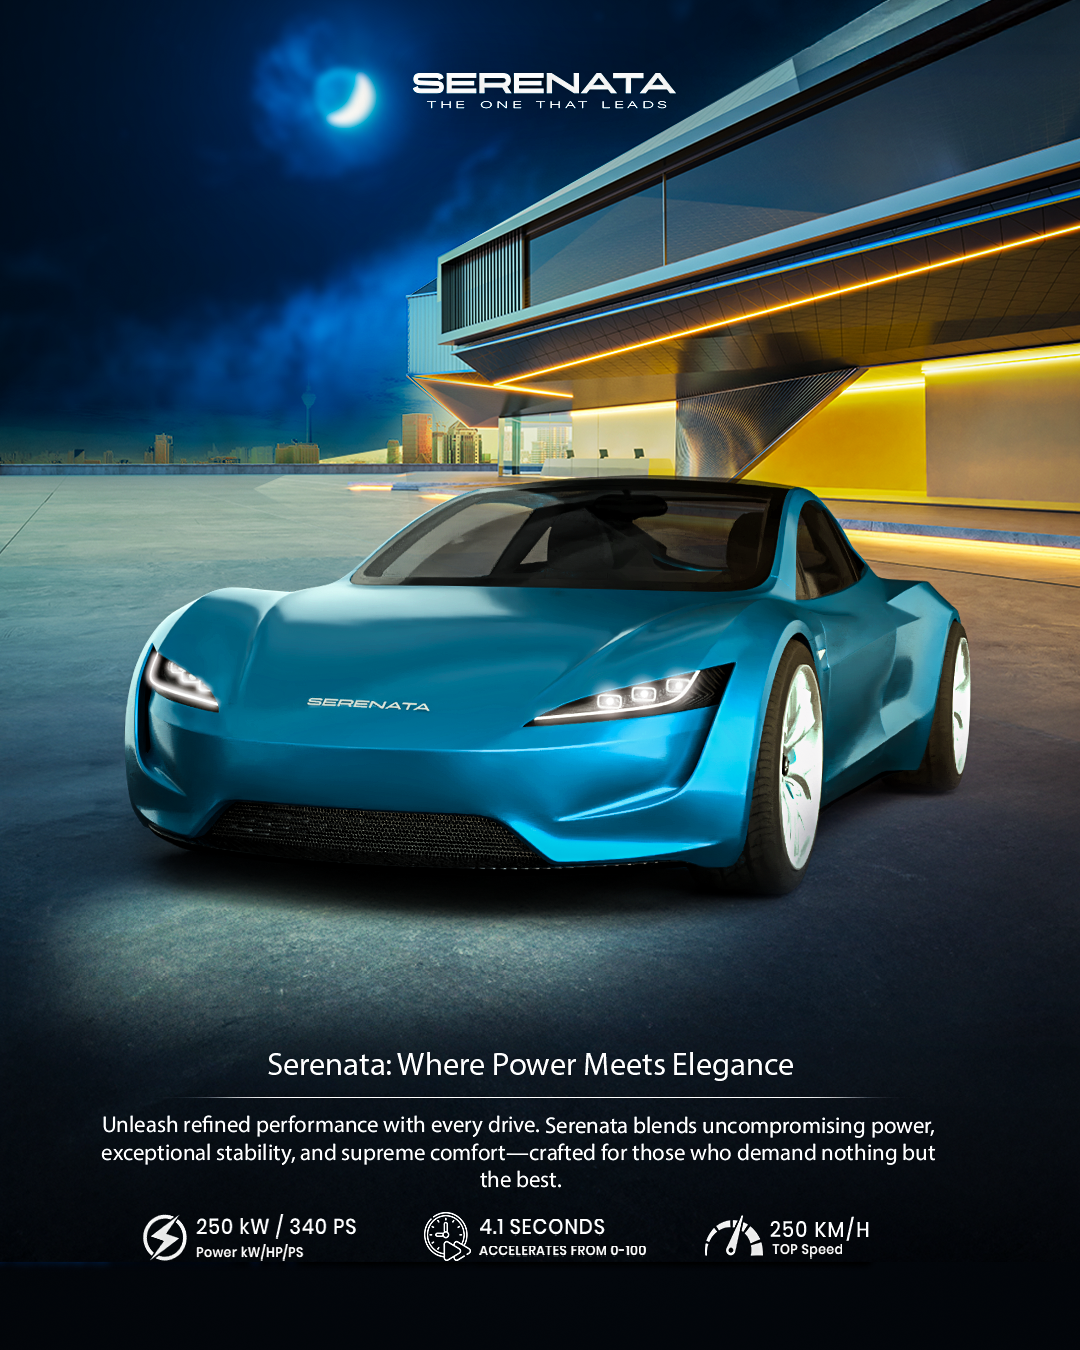 SERENATA
THE ONE THAT LEADS
SERENATA
Serenata: Where Power Meets Elegance
Unleash refined performance with every drive. Serenata blends uncompromising power,
exceptional stability, and supreme comfort—crafted for those who demand nothing but
the best.
250 kW / 340 PS
Power kW/HP/PS
4.1 SECONDS
ACCELERATES FROM 0-100
250 KM/H
TOP Speed